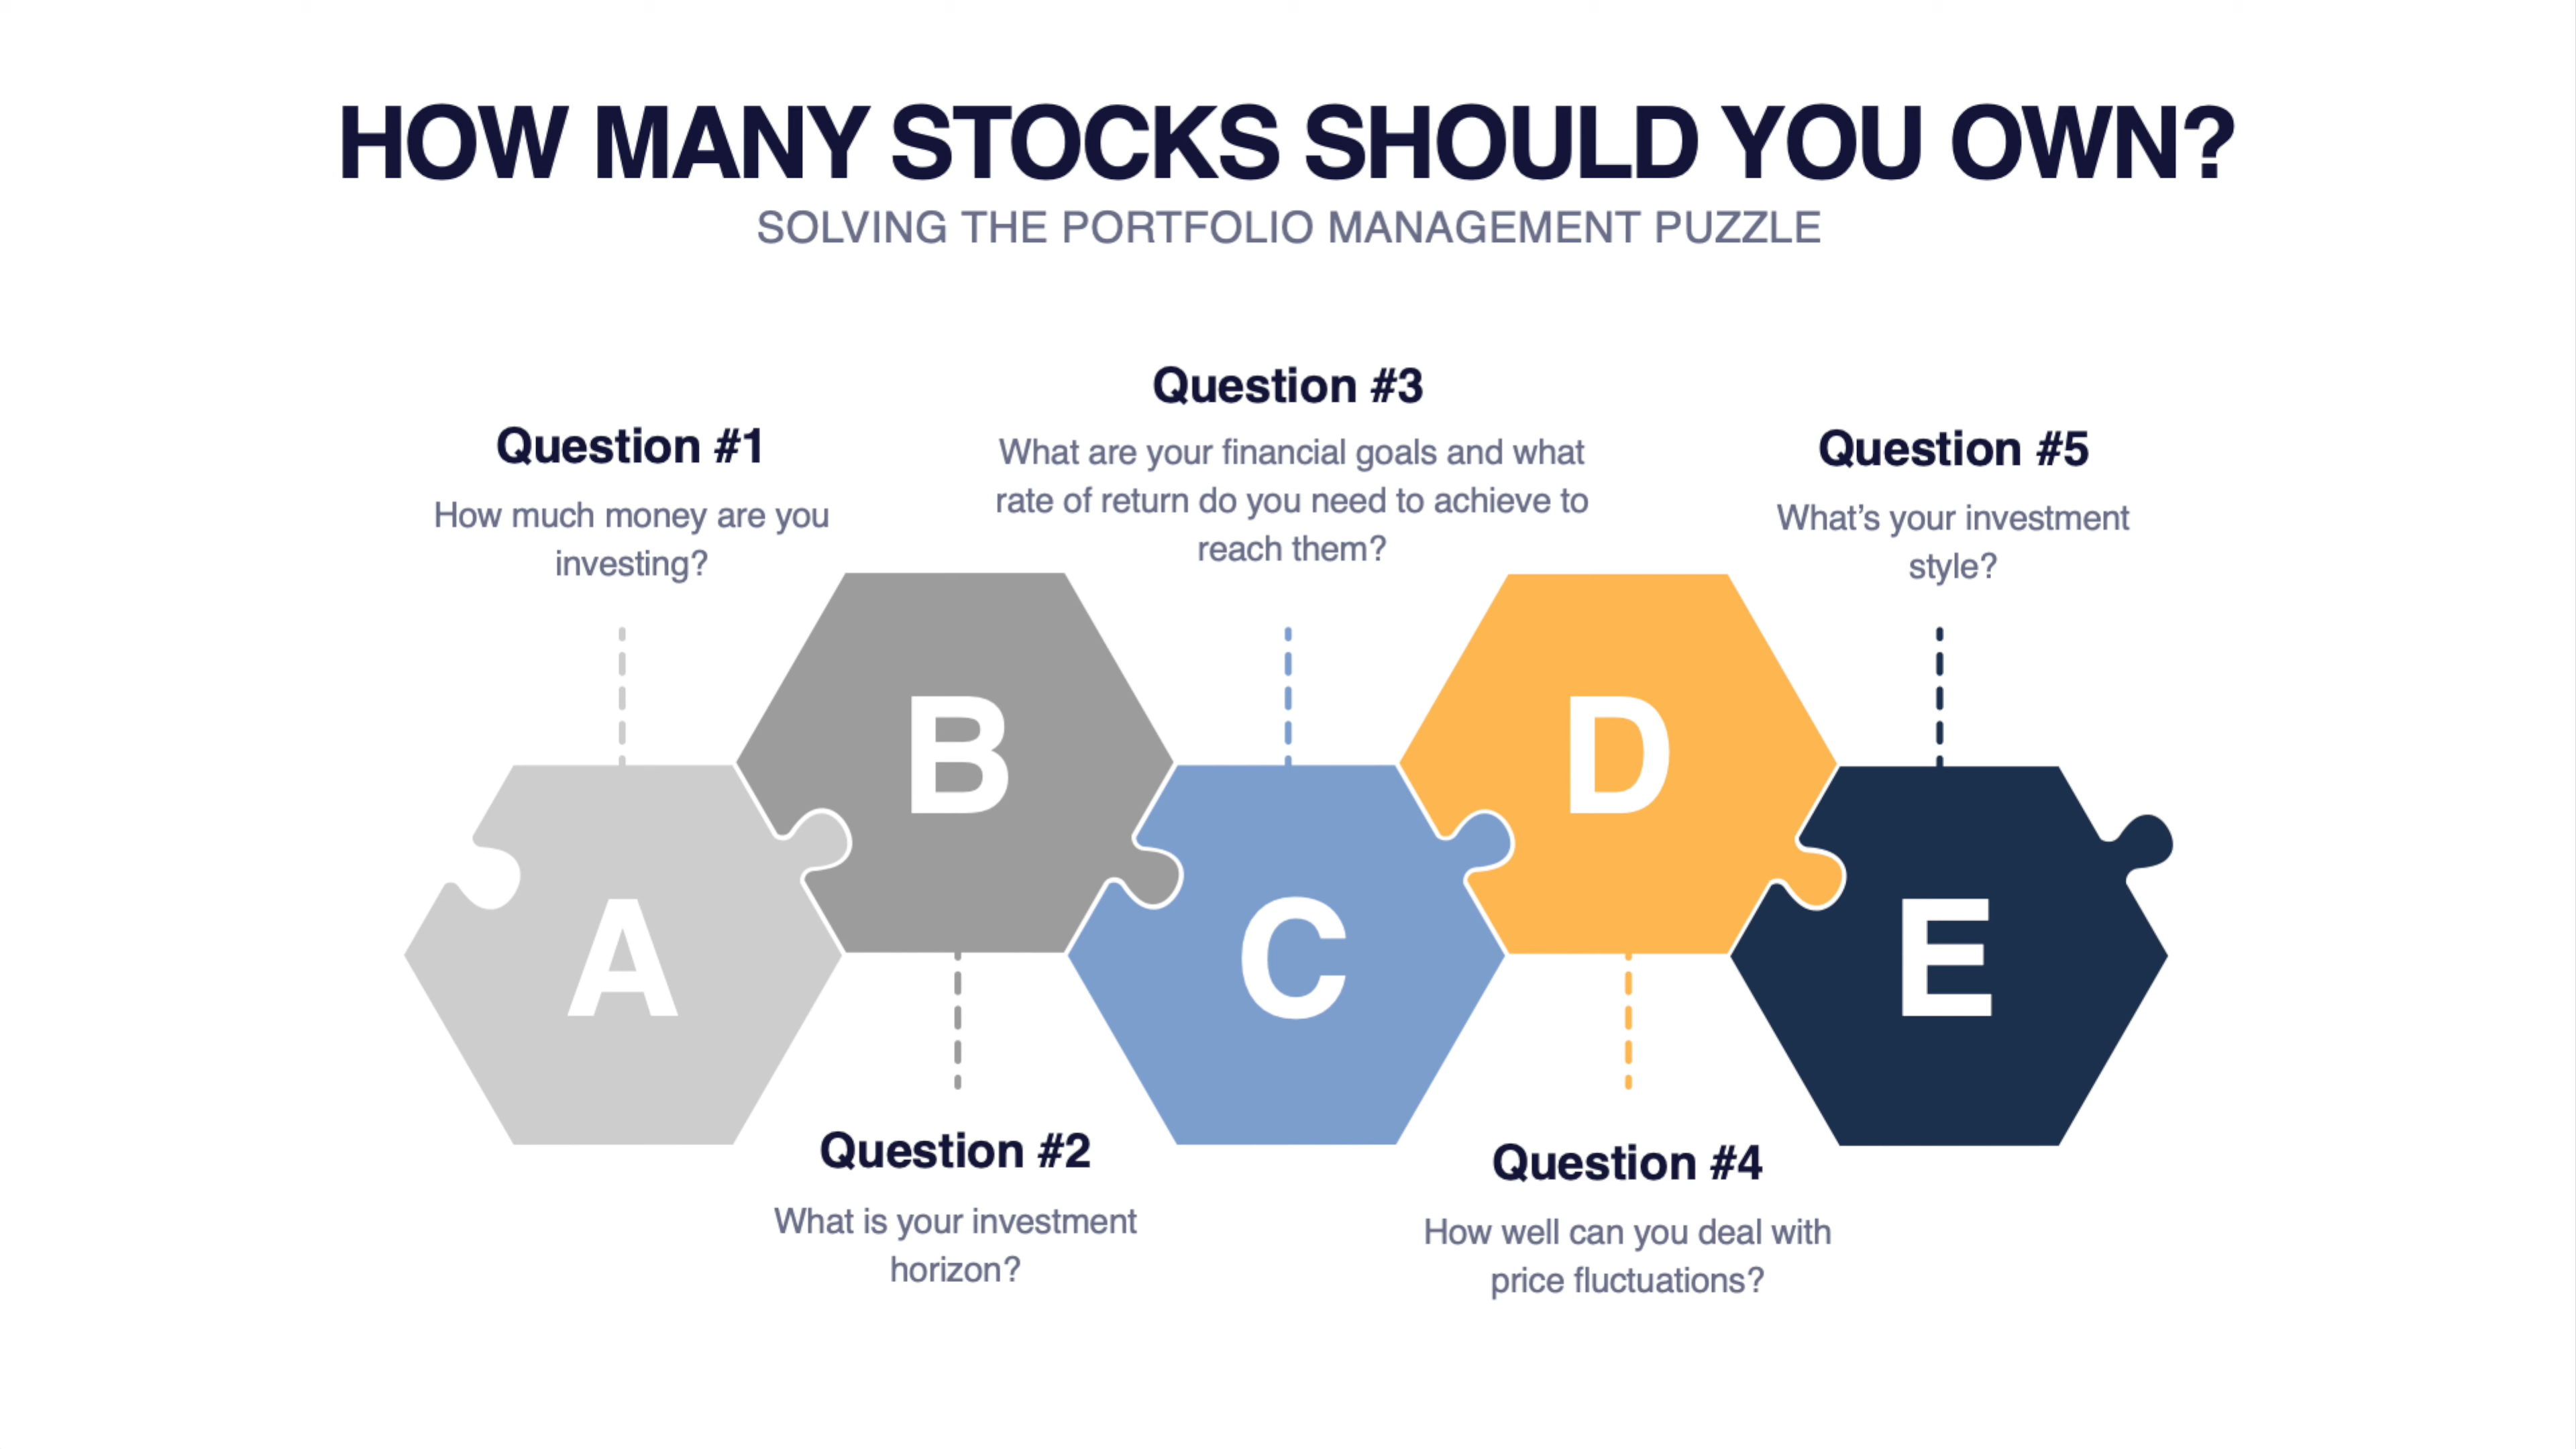 HOW MANY STOCKS SHOULD YOU OWN?
SOLVING THE PORTFOLIO MANAGEMENT PUZZLE
Question #1
How much money are you
investing?
Question #3
What are your financial goals and what
rate of return do you need to achieve to
reach them?
Question #5
What’s your investment
style?
A
B
C
D
E
Question #2
What is your investment
horizon?
Question #4
How well can you deal with
price fluctuations?